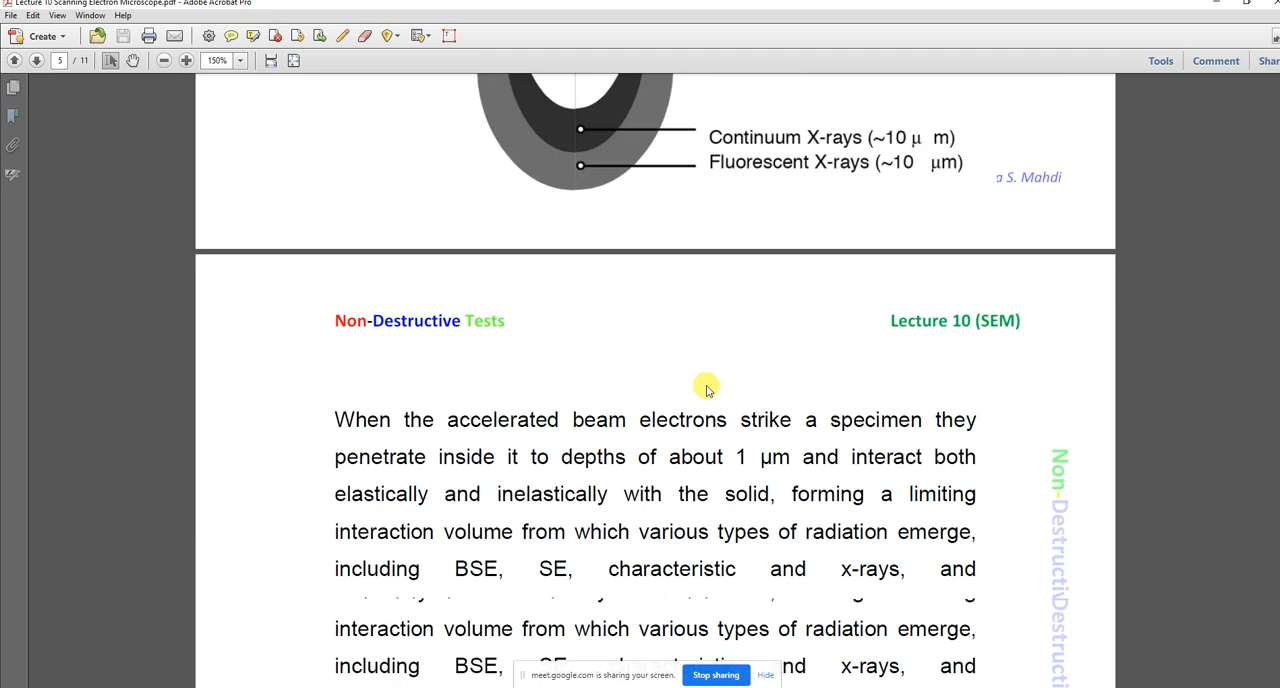 Lecture 10 Scanning Electron Microscope.pdf - Adobe Acrobat Pro
File Edit View Window Help
Create
5 / 11 150% Tools Comment
Continuum X-rays (~10 μ m)
Fluorescent X-rays (~10 μm)
a S. Mahdi
Non-Destructive Tests Lecture 10 (SEM)
When the accelerated beam electrons strike a specimen they
penetrate inside it to depths of about 1 μm and interact both
elastically and inelastically with the solid, forming a limiting
interaction volume from which various types of radiation emerge,
including BSE, SE, characteristic and x-rays, and
interaction volume from which various types of radiation emerge,
including BSE, SE, and x-rays, and
Non-Destructiv
meet.google.com is sharing your screen. Stop sharing Hide